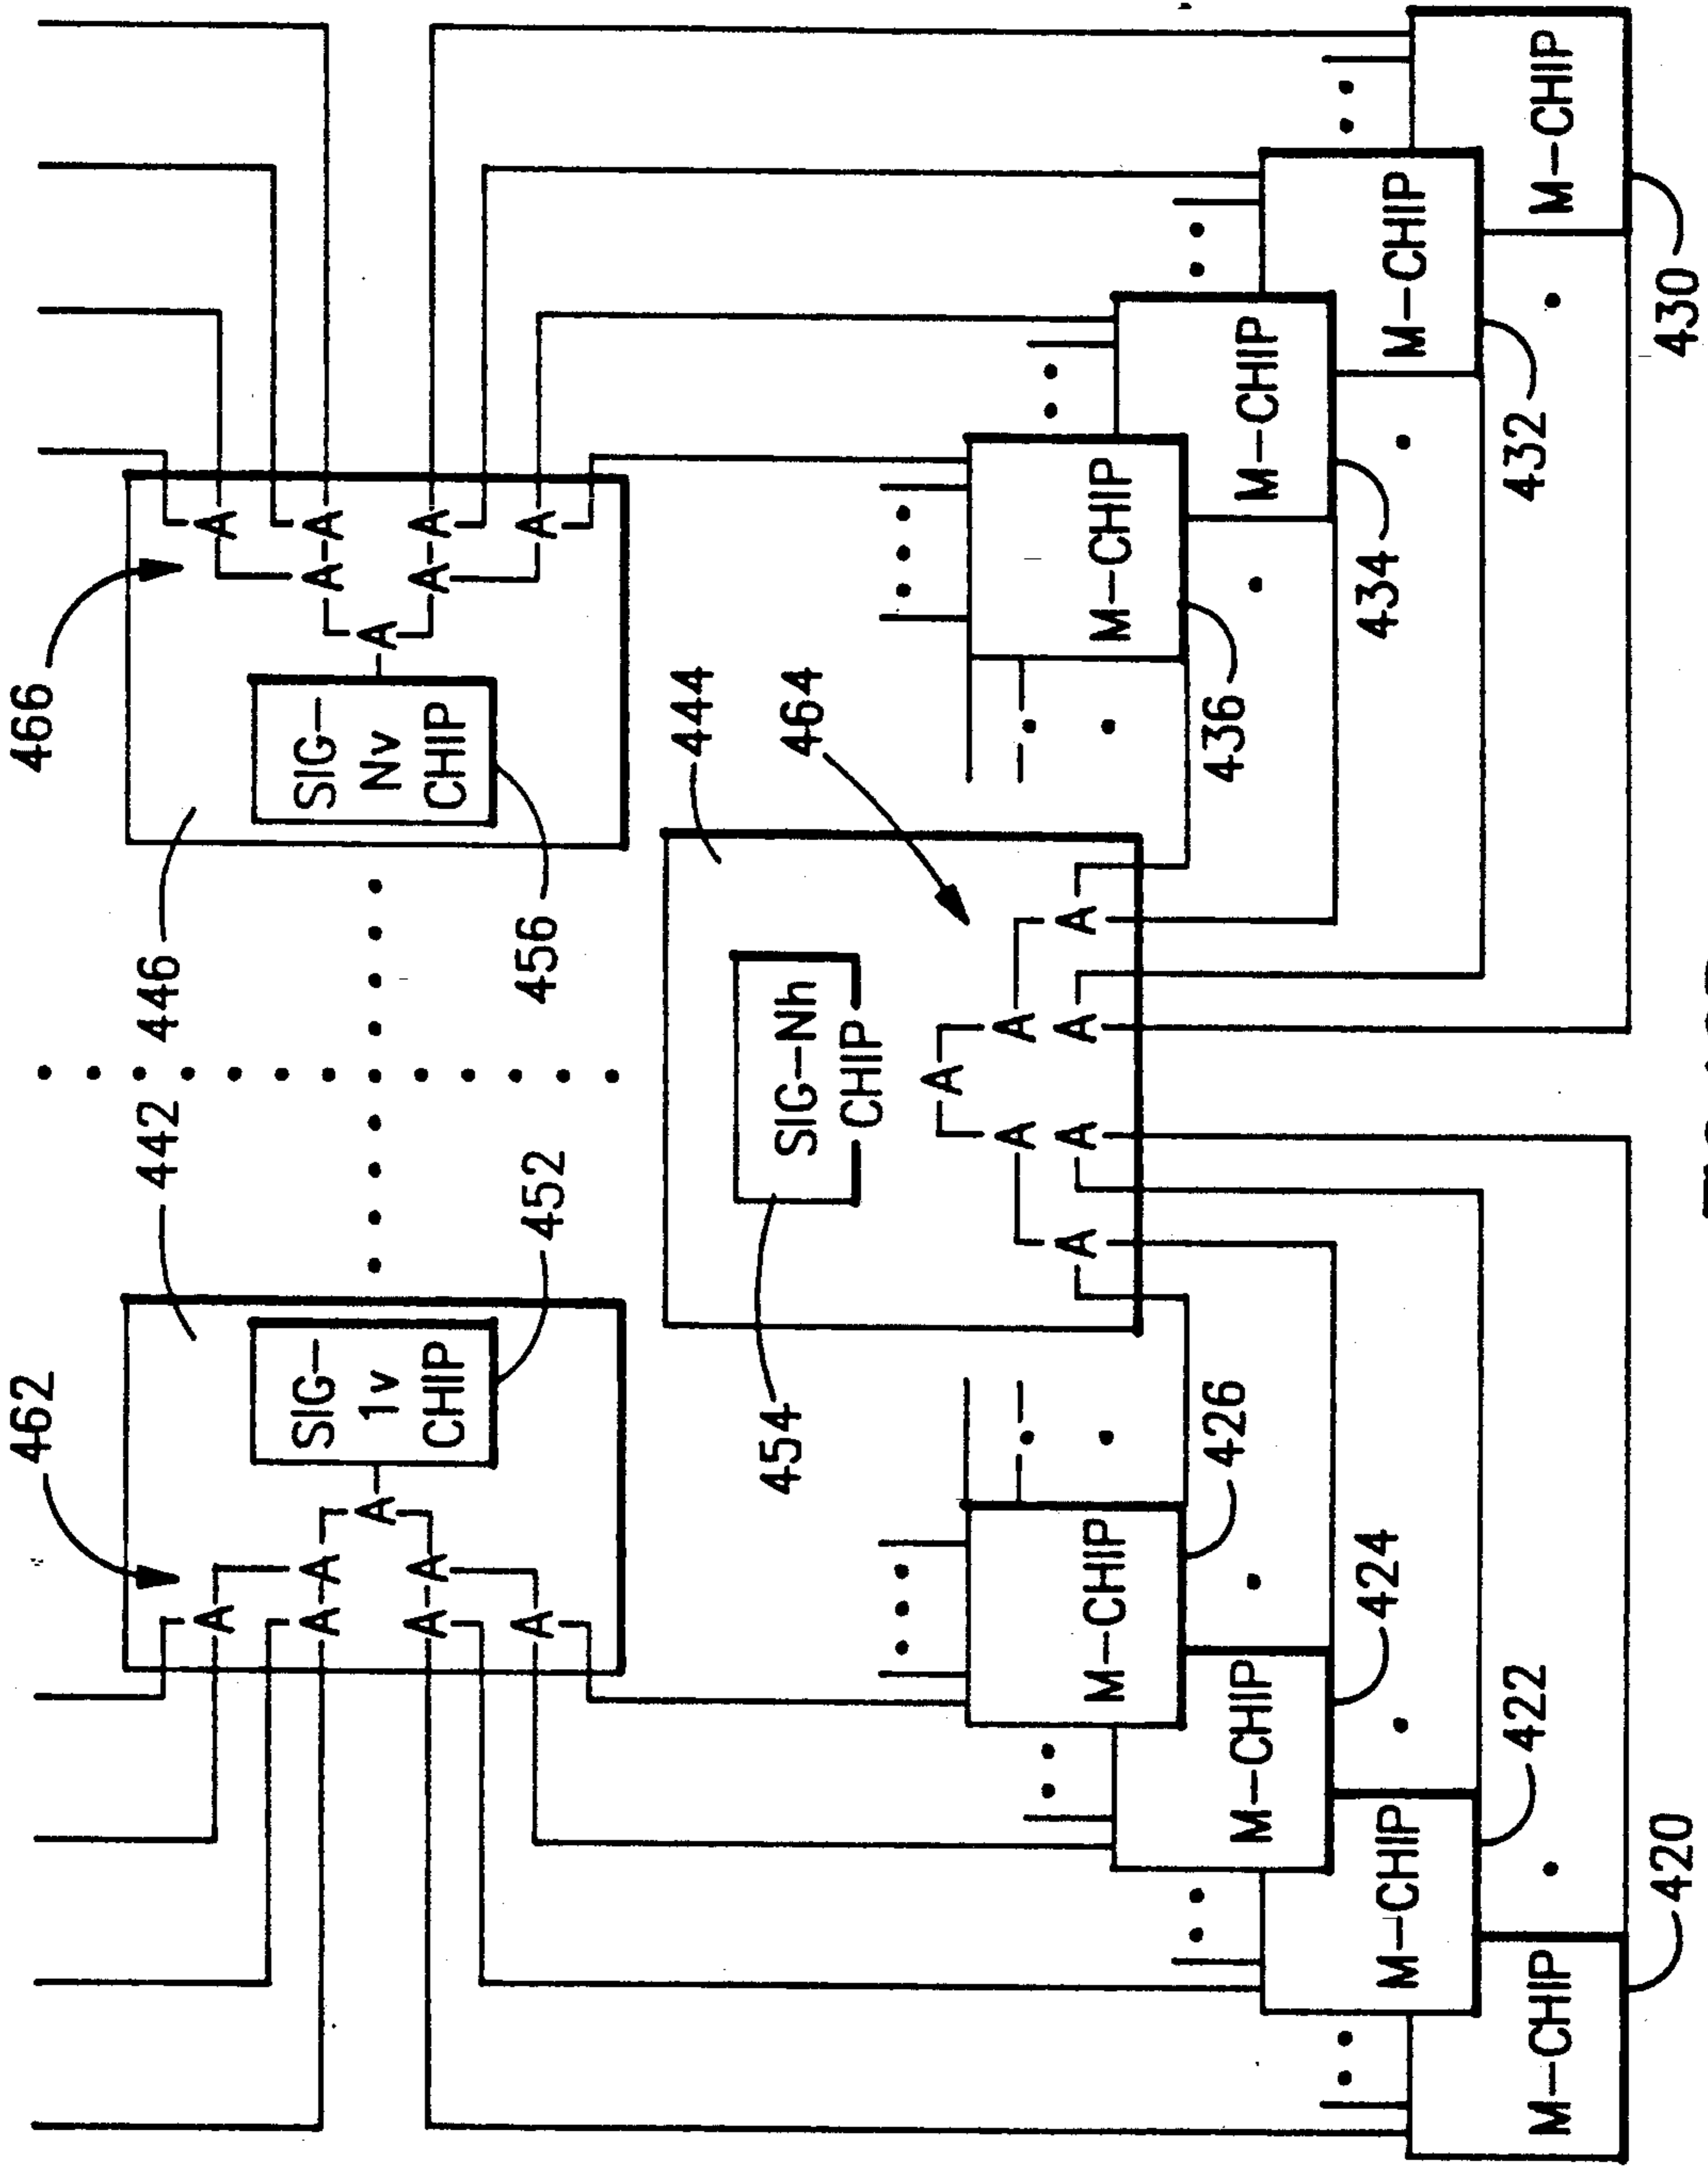 462
466
442
446
A
A
A A SIG-
SIG- A A
A 1v
Nv A
A A CHIP
CHIP A A
A
452
456
A
444
454
SIG-Nh
464
CHIP
A
A A
A A A A
M-CHIP
M-CHIP
426
436
M-CHIP
M-CHIP
424
434
M-CHIP
M-CHIP
422
432
M-CHIP
M-CHIP
420
430